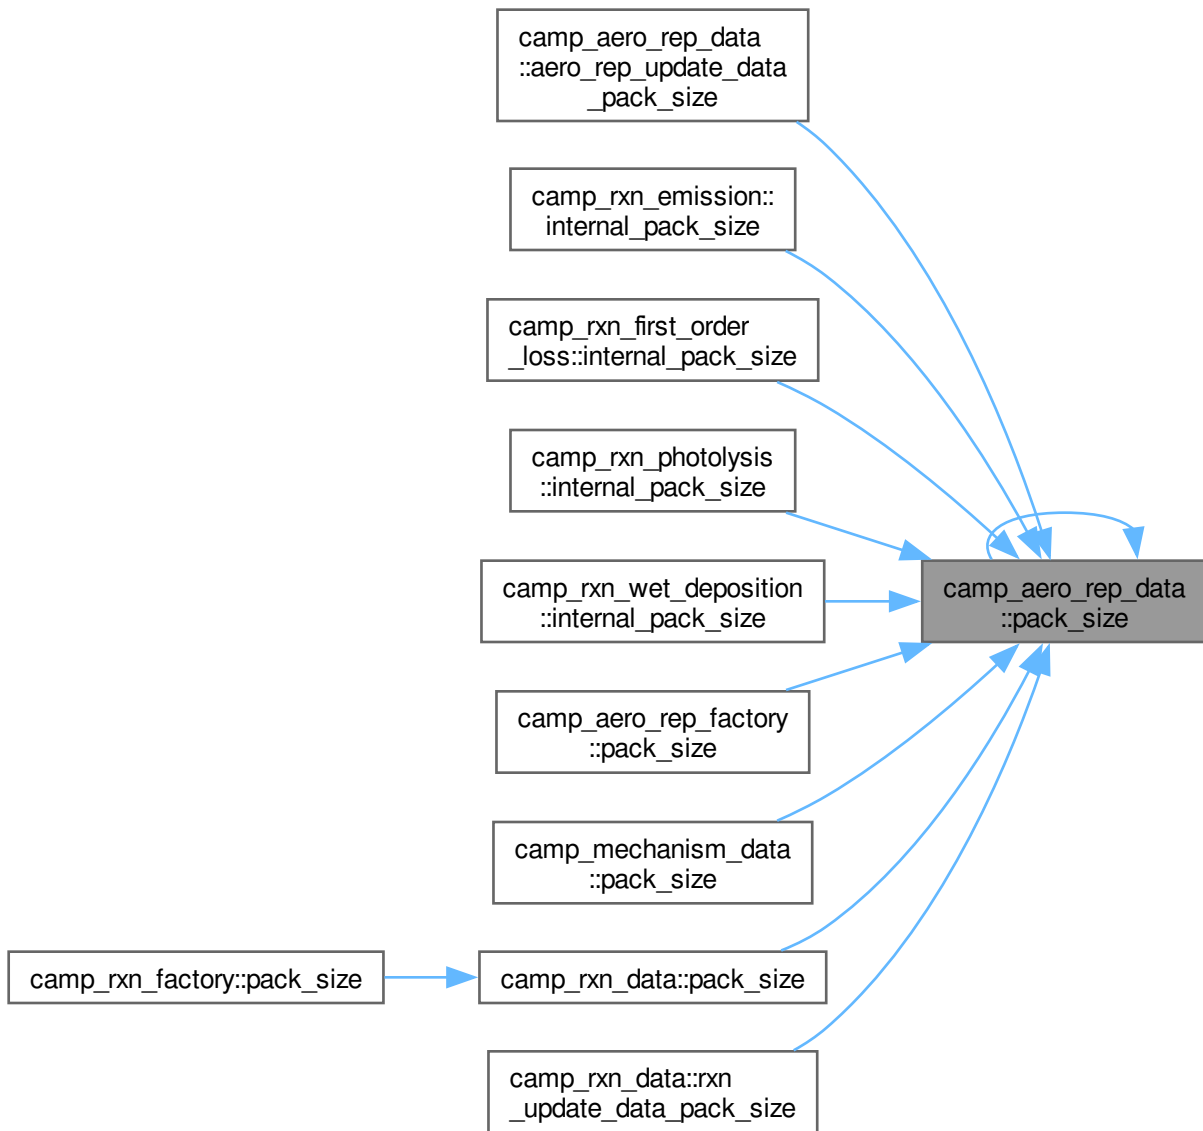 camp_aero_rep_data
::aero_rep_update_data
_pack_size
camp_rxn_emission::
internal_pack_size
camp_rxn_first_order
_loss::internal_pack_size
camp_rxn_photolysis
::internal_pack_size
camp_rxn_wet_deposition
::internal_pack_size
camp_aero_rep_data
::pack_size
camp_aero_rep_factory
::pack_size
camp_mechanism_data
::pack_size
camp_rxn_factory::pack_size
camp_rxn_data::pack_size
camp_rxn_data::rxn
_update_data_pack_size